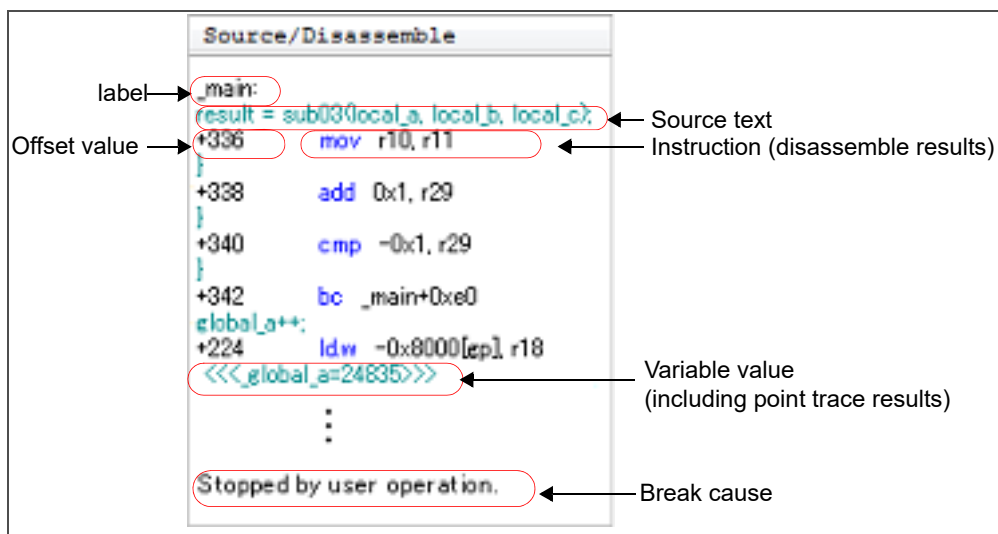 Source/Disassemble
label
_main:
result = sub03(local_a, local_b, local_c);
Source text
Offset value
+336 mov r10, r11
Instruction (disassemble results)
}
+338 add 0x1, r29
}
+340 cmp -0x1, r29
}
+342 bc _main+0xe0
global_a++;
+224 ld.w -0x8000[gp], r18
<<<_global_a=24835>>>
Variable value
(including point trace results)
Stopped by user operation.
Break cause